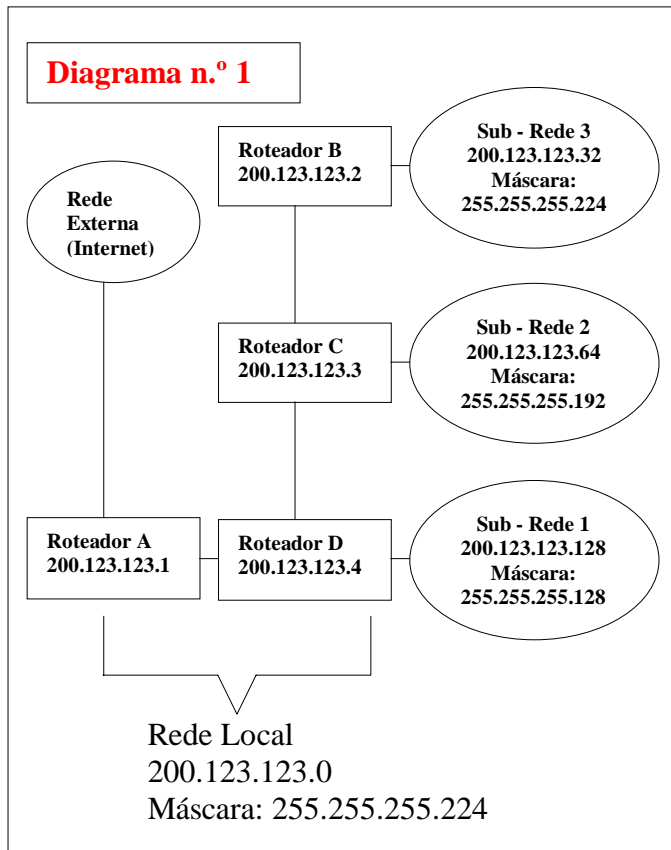 Diagrama n.º 1
Roteador B
200.123.123.2
Sub - Rede 3
200.123.123.32
Máscara:
255.255.255.224
Rede
Externa
(Internet)
Roteador C
200.123.123.3
Sub - Rede 2
200.123.123.64
Máscara:
255.255.255.192
Roteador A
200.123.123.1
Roteador D
200.123.123.4
Sub - Rede 1
200.123.123.128
Máscara:
255.255.255.128
Rede Local
200.123.123.0
Máscara: 255.255.255.224